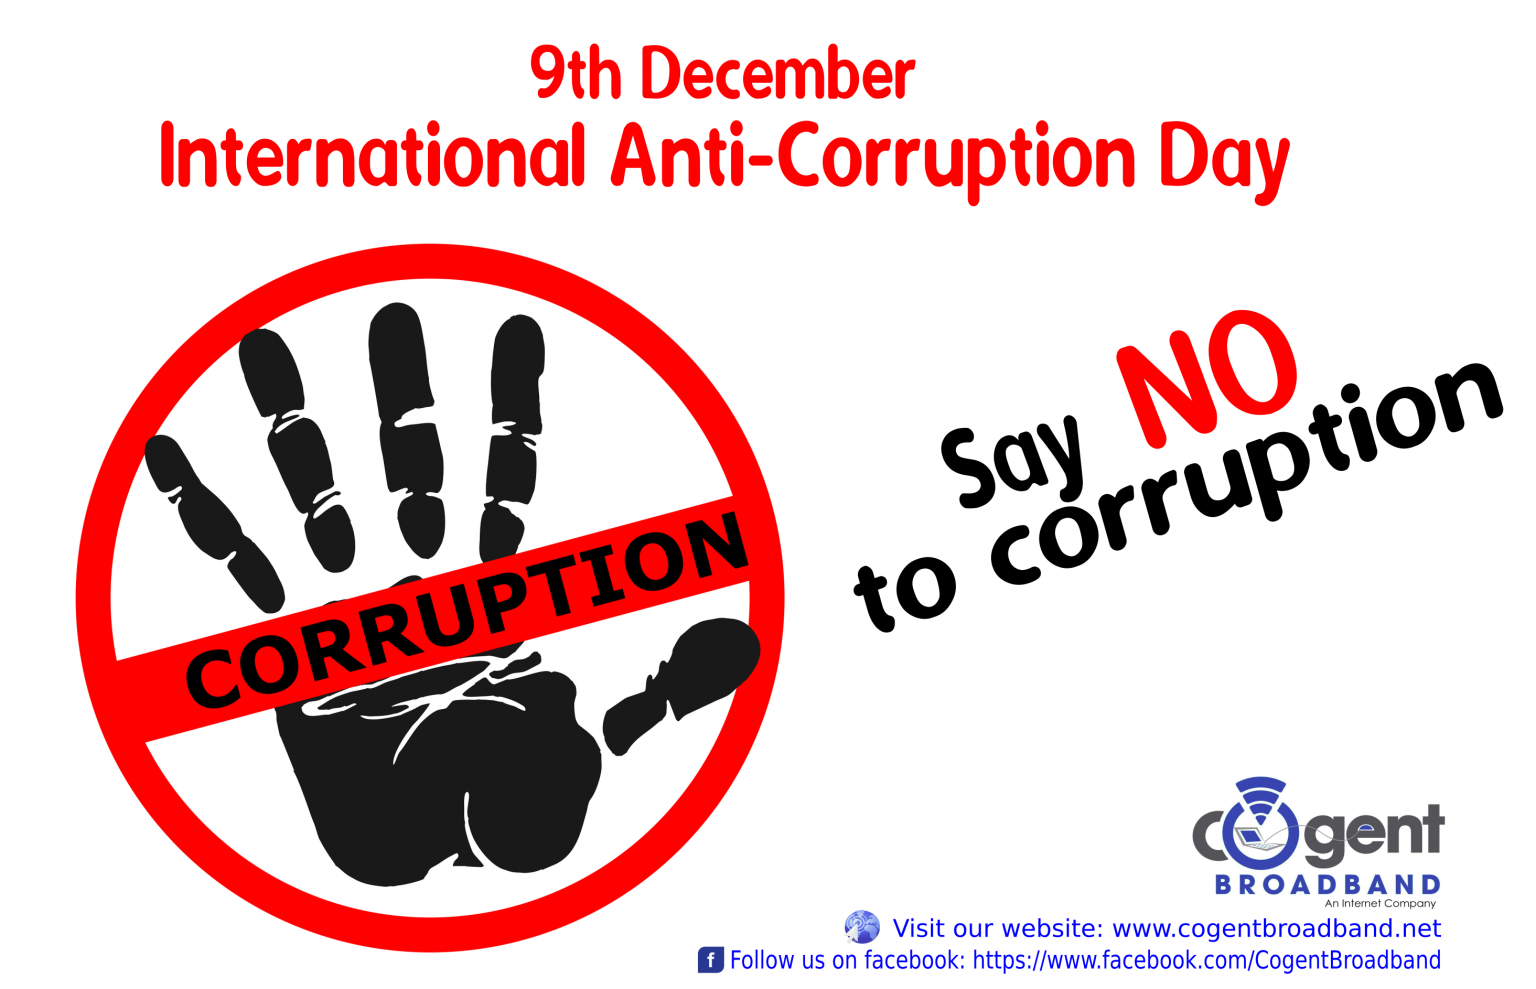 9th December
International Anti-Corruption Day
CORRUPTION
Say NO
to corruption
cOgent
BROADBAND
An Internet Company
Visit our website: www.cogentbroadband.net
f Follow us on facebook: https://www.facebook.com/CogentBroadband